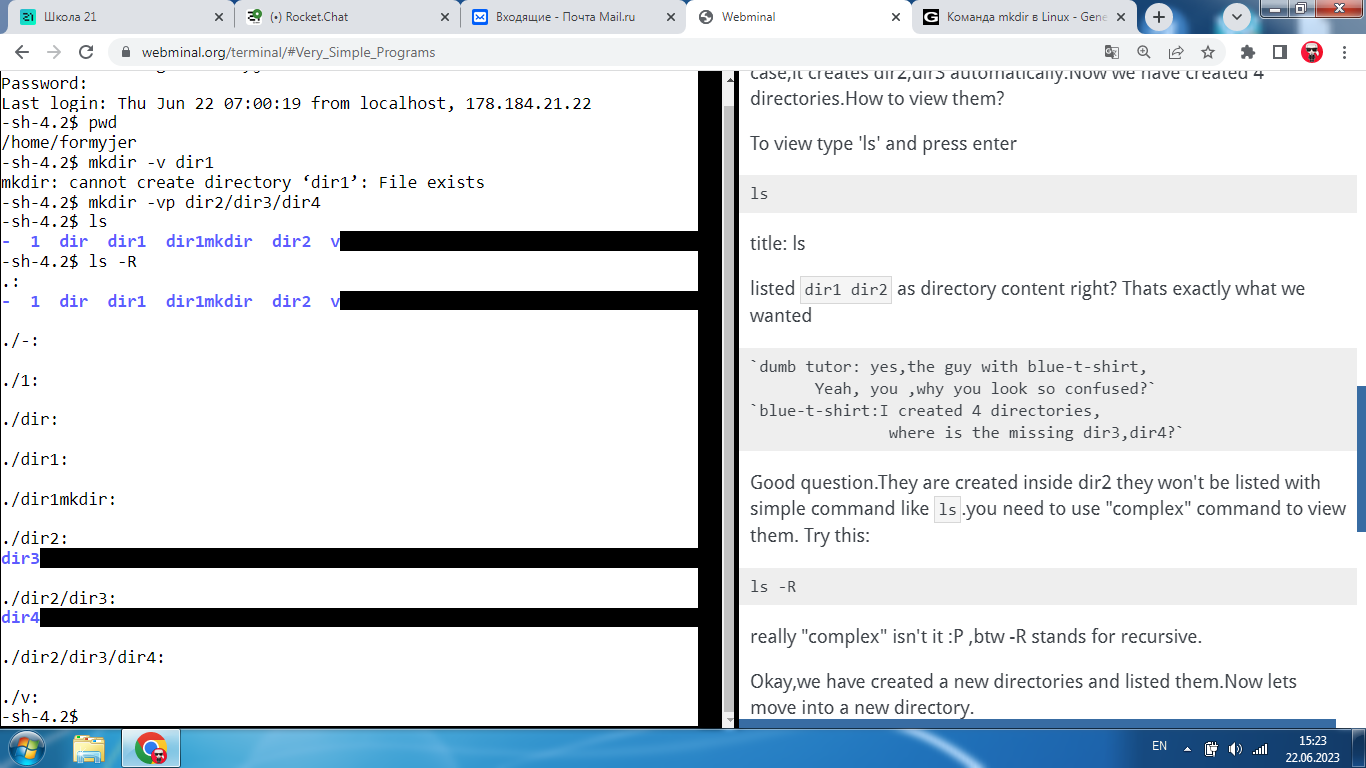 Школа 21
(•) Rocket.Chat
Входящие - Почта Mail.ru
Webminal
Команда mkdir в Linux - Gene
webminal.org/terminal/#Very_Simple_Programs
Password:
Last login: Thu Jun 22 07:00:19 from localhost, 178.184.21.22
-sh-4.2$ pwd
/home/formyjer
-sh-4.2$ mkdir -v dir1
mkdir: cannot create directory ‘dir1’: File exists
-sh-4.2$ mkdir -vp dir2/dir3/dir4
-sh-4.2$ ls
-  1  dir  dir1  dir1mkdir  dir2  v
-sh-4.2$ ls -R
.:
-  1  dir  dir1  dir1mkdir  dir2  v
./-:
./1:
./dir:
./dir1:
./dir1mkdir:
./dir2:
dir3
./dir2/dir3:
dir4
./dir2/dir3/dir4:
./v:
-sh-4.2$
case,it creates dir2,dir3 automatically.Now we have created 4
directories.How to view them?
To view type 'ls' and press enter
ls
title: ls
listed dir1 dir2 as directory content right? Thats exactly what we
wanted
`dumb tutor: yes,the guy with blue-t-shirt,
Yeah, you ,why you look so confused?`
`blue-t-shirt:I created 4 directories,
where is the missing dir3,dir4?`
Good question.They are created inside dir2 they won't be listed with
simple command like ls.you need to use "complex" command to view
them. Try this:
ls -R
really "complex" isn't it :P ,btw -R stands for recursive.
Okay,we have created a new directories and listed them.Now lets
move into a new directory.
EN
15:23
22.06.2023